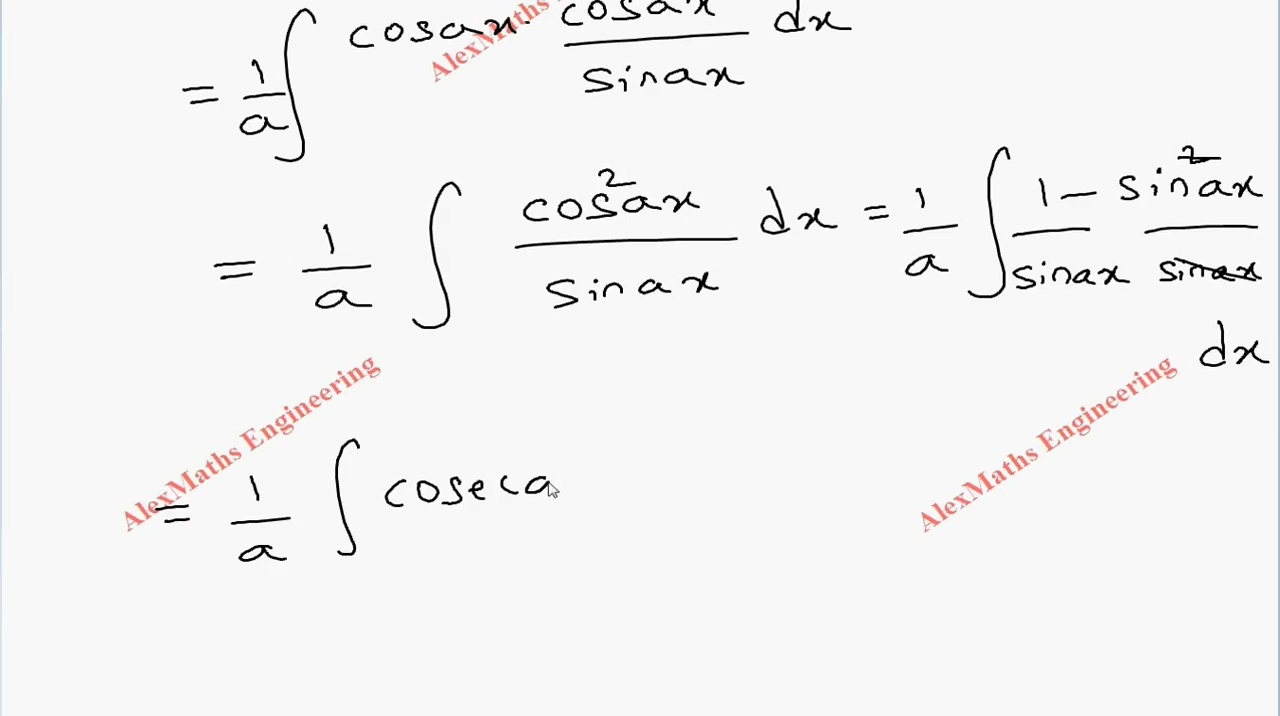 = 1/a ∫ cosax · cosax/sinax dx
= 1/a ∫ cos²ax/sinax dx = 1/a ∫ 1/sinax − sin²ax/sinax
dx
= 1/a ∫ coseca
AlexMaths
AlexMaths Engineering
AlexMaths Engineering